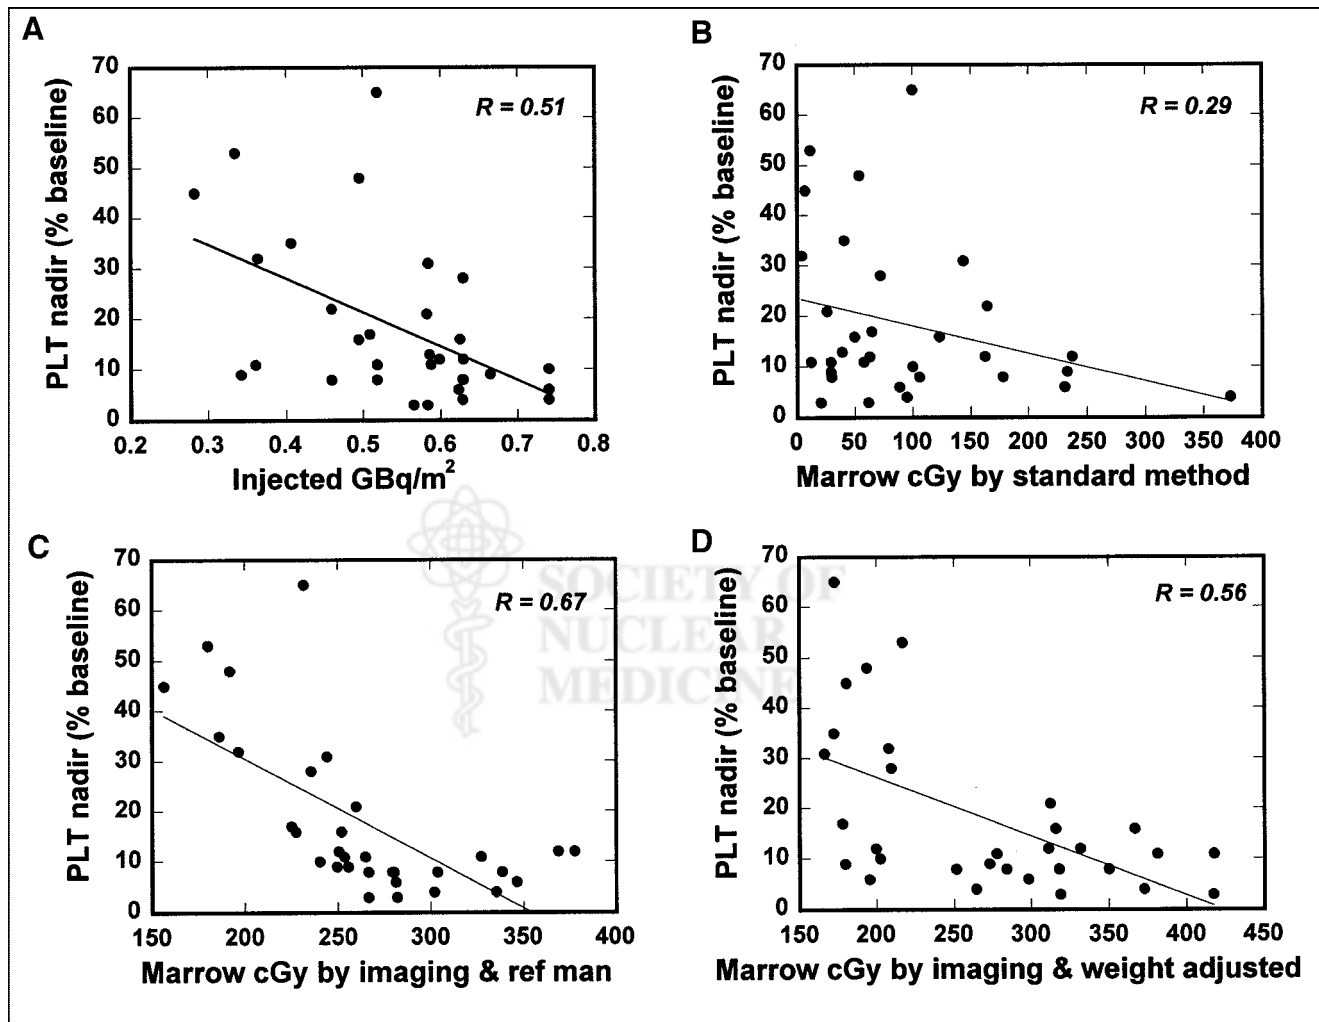 A
PLT nadir (% baseline)
70
60
50
40
30
20
10
0
R = 0.51
0.2 0.3 0.4 0.5 0.6 0.7 0.8
Injected GBq/m²
B
PLT nadir (% baseline)
70
60
50
40
30
20
10
0
R = 0.29
0 50 100 150 200 250 300 350 400
Marrow cGy by standard method
C
PLT nadir (% baseline)
70
60
50
40
30
20
10
0
R = 0.67
150 200 250 300 350 400
Marrow cGy by imaging & ref man
D
PLT nadir (% baseline)
70
60
50
40
30
20
10
0
R = 0.56
150 200 250 300 350 400 450
Marrow cGy by imaging & weight adjusted
SOCIETY OF
NUCLEAR
MEDICINE